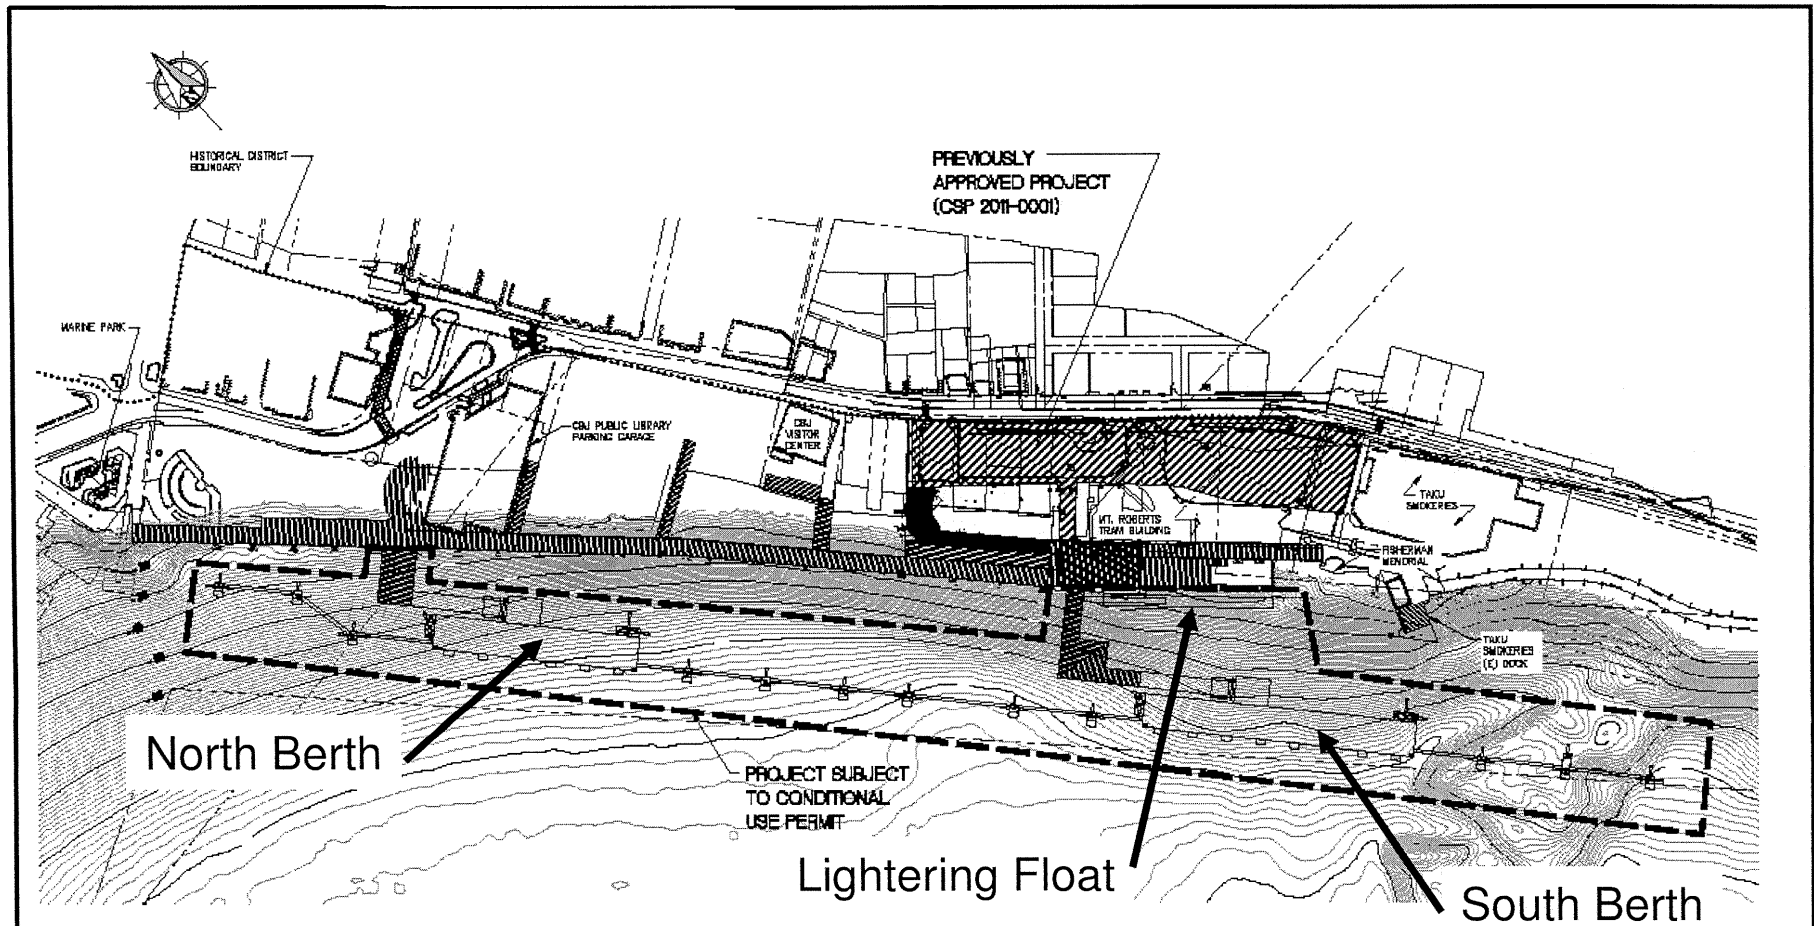 HISTORICAL DISTRICT
BOUNDARY
PREVIOUSLY
APPROVED PROJECT
(CSP 2011-0001)
MARINE PARK
CBJ PUBLIC LIBRARY
PARKING GARAGE
CBJ
VISITOR
CENTER
TAKU
SMOKERIES
MT. ROBERTS
TRAM BUILDING
FISHERMAN
MEMORIAL
TAKU
SMOKERIES
(E) DOCK
North Berth
PROJECT SUBJECT
TO CONDITIONAL
USE PERMIT
Lightering Float
South Berth